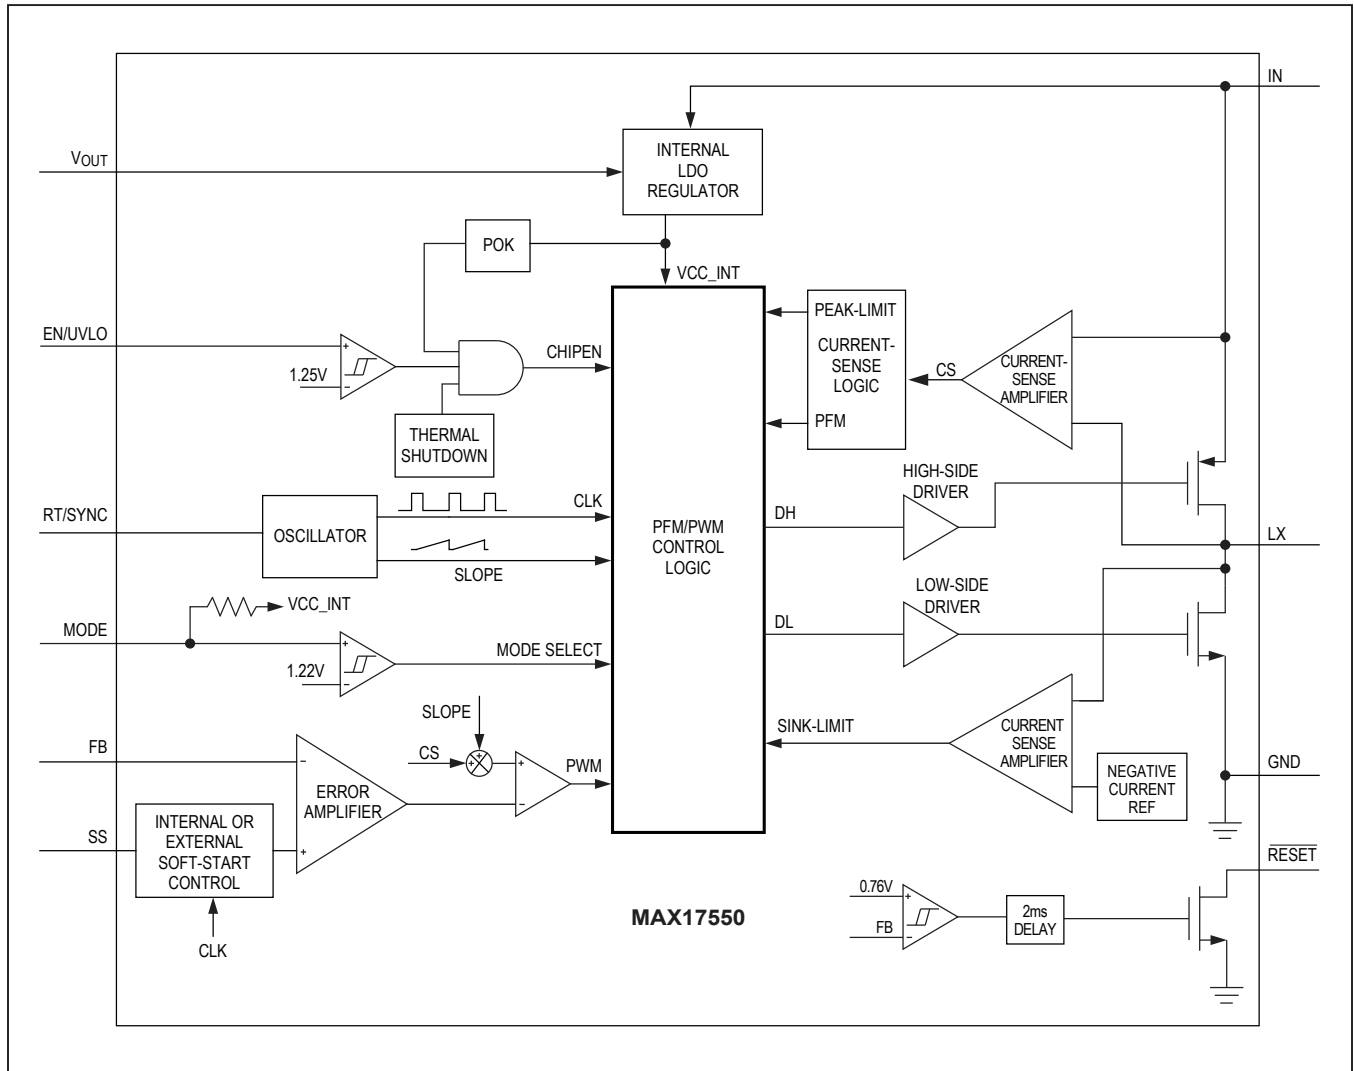 IN
VOUT
INTERNAL
LDO
REGULATOR
POK
VCC_INT
EN/UVLO
+
1.25V
−
CHIPEN
THERMAL
SHUTDOWN
PEAK-LIMIT
CURRENT-
SENSE
LOGIC
PFM
CS
CURRENT-
SENSE
AMPLIFIER
HIGH-SIDE
DRIVER
RT/SYNC
OSCILLATOR
CLK
SLOPE
PFM/PWM
CONTROL
LOGIC
DH
LX
LOW-SIDE
DRIVER
DL
VCC_INT
MODE
+
1.22V
−
MODE SELECT
SLOPE
+
CS
+
+
−
PWM
SINK-LIMIT
CURRENT
SENSE
AMPLIFIER
NEGATIVE
CURRENT
REF
GND
FB
−
ERROR
AMPLIFIER
+
SS
INTERNAL OR
EXTERNAL
SOFT-START
CONTROL
CLK
MAX17550
0.76V
+
FB
−
2ms
DELAY
RESET